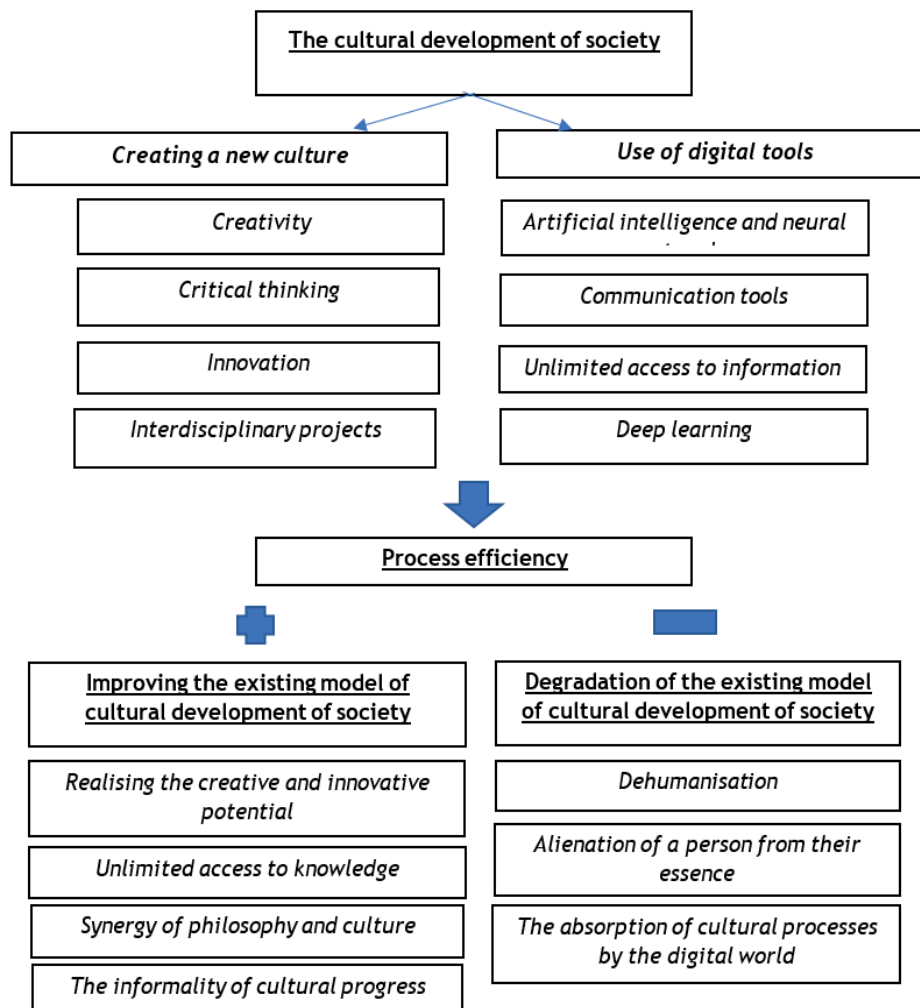 The cultural development of society
Creating a new culture
Use of digital tools
Creativity
Artificial intelligence and neural
Critical thinking
Communication tools
Innovation
Unlimited access to information
Interdisciplinary projects
Deep learning
Process efficiency
Improving the existing model of
cultural development of society
Degradation of the existing model
of cultural development of society
Realising the creative and innovative
potential
Dehumanisation
Unlimited access to knowledge
Alienation of a person from their
essence
Synergy of philosophy and culture
The absorption of cultural processes
by the digital world
The informality of cultural progress